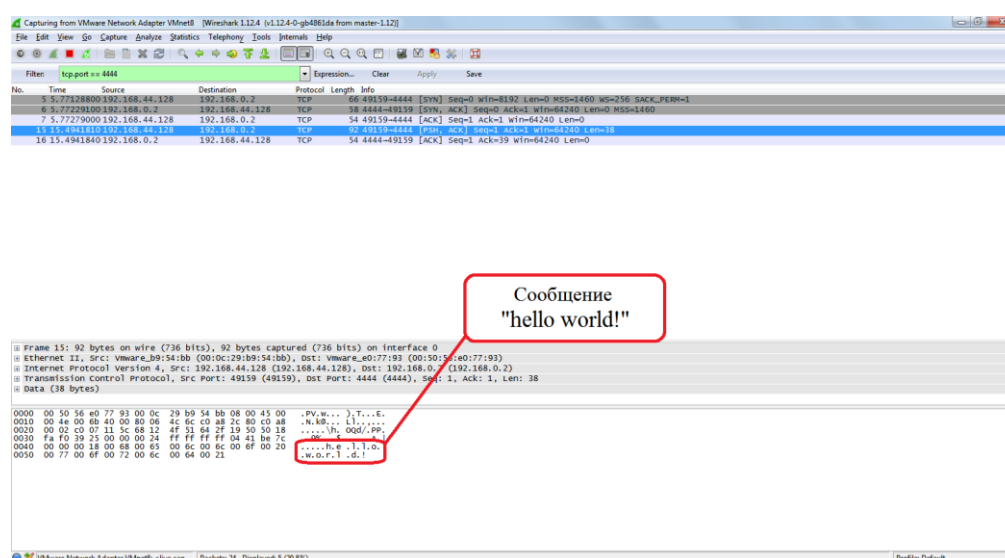 Capturing from VMware Network Adapter VMnet8 [Wireshark 1.12.4 (v1.12.4-0-gb4861da from master-1.12)]
File Edit View Go Capture Analyze Statistics Telephony Tools Internals Help
Filter: tcp.port == 4444 Expression... Clear Apply Save
No. Time Source Destination Protocol Length Info
5 5.77128800 192.168.44.128 192.168.0.2 TCP 66 49159→4444 [SYN] Seq=0 Win=8192 Len=0 MSS=1460 WS=256 SACK_PERM=1
6 5.77229100 192.168.0.2 192.168.44.128 TCP 58 4444→49159 [SYN, ACK] Seq=0 Ack=1 Win=64240 Len=0 MSS=1460
7 5.77279000 192.168.44.128 192.168.0.2 TCP 54 49159→4444 [ACK] Seq=1 Ack=1 Win=64240 Len=0
15 15.4941810 192.168.44.128 192.168.0.2 TCP 92 49159→4444 [PSH, ACK] Seq=1 Ack=1 Win=64240 Len=38
16 15.4941840 192.168.0.2 192.168.44.128 TCP 54 4444→49159 [ACK] Seq=1 Ack=39 Win=64240 Len=0
Сообщение
"hello world!"
Frame 15: 92 bytes on wire (736 bits), 92 bytes captured (736 bits) on interface 0
Ethernet II, Src: Vmware_b9:54:bb (00:0c:29:b9:54:bb), Dst: Vmware_e0:77:93 (00:50:56:e0:77:93)
Internet Protocol Version 4, Src: 192.168.44.128 (192.168.44.128), Dst: 192.168.0.2 (192.168.0.2)
Transmission Control Protocol, Src Port: 49159 (49159), Dst Port: 4444 (4444), Seq: 1, Ack: 1, Len: 38
Data (38 bytes)
0000 00 50 56 e0 77 93 00 0c 29 b9 54 bb 08 00 45 00 .PV.w... ).T...E.
0010 00 4e 00 6b 40 00 80 06 4c 6c c0 a8 2c 80 c0 a8 .N.k@... Ll..,...
0020 00 02 c0 07 11 5c 68 12 4f 51 64 2f 19 50 50 18 .....\h. OQd/.PP.
0030 fa f0 39 25 00 00 00 24 ff ff ff ff 04 41 be 7c
0040 00 00 00 18 00 68 00 65 00 6c 00 6c 00 6f 00 20 .....h.e .l.l.o.
0050 00 77 00 6f 00 72 00 6c 00 64 00 21 .w.o.r.l .d.!
Profile: Default